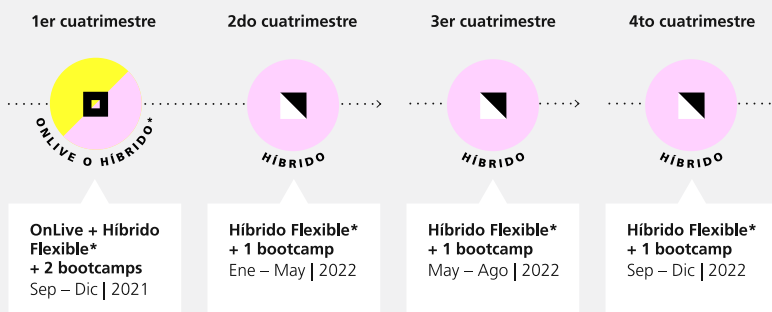 1er cuatrimestre
2do cuatrimestre
3er cuatrimestre
4to cuatrimestre
ONLIVE O HÍBRIDO*
HÍBRIDO
HÍBRIDO
HÍBRIDO
OnLive + Híbrido
Flexible*
+ 2 bootcamps
Sep – Dic | 2021
Híbrido Flexible*
+ 1 bootcamp
Ene – May | 2022
Híbrido Flexible*
+ 1 bootcamp
May – Ago | 2022
Híbrido Flexible*
+ 1 bootcamp
Sep – Dic | 2022